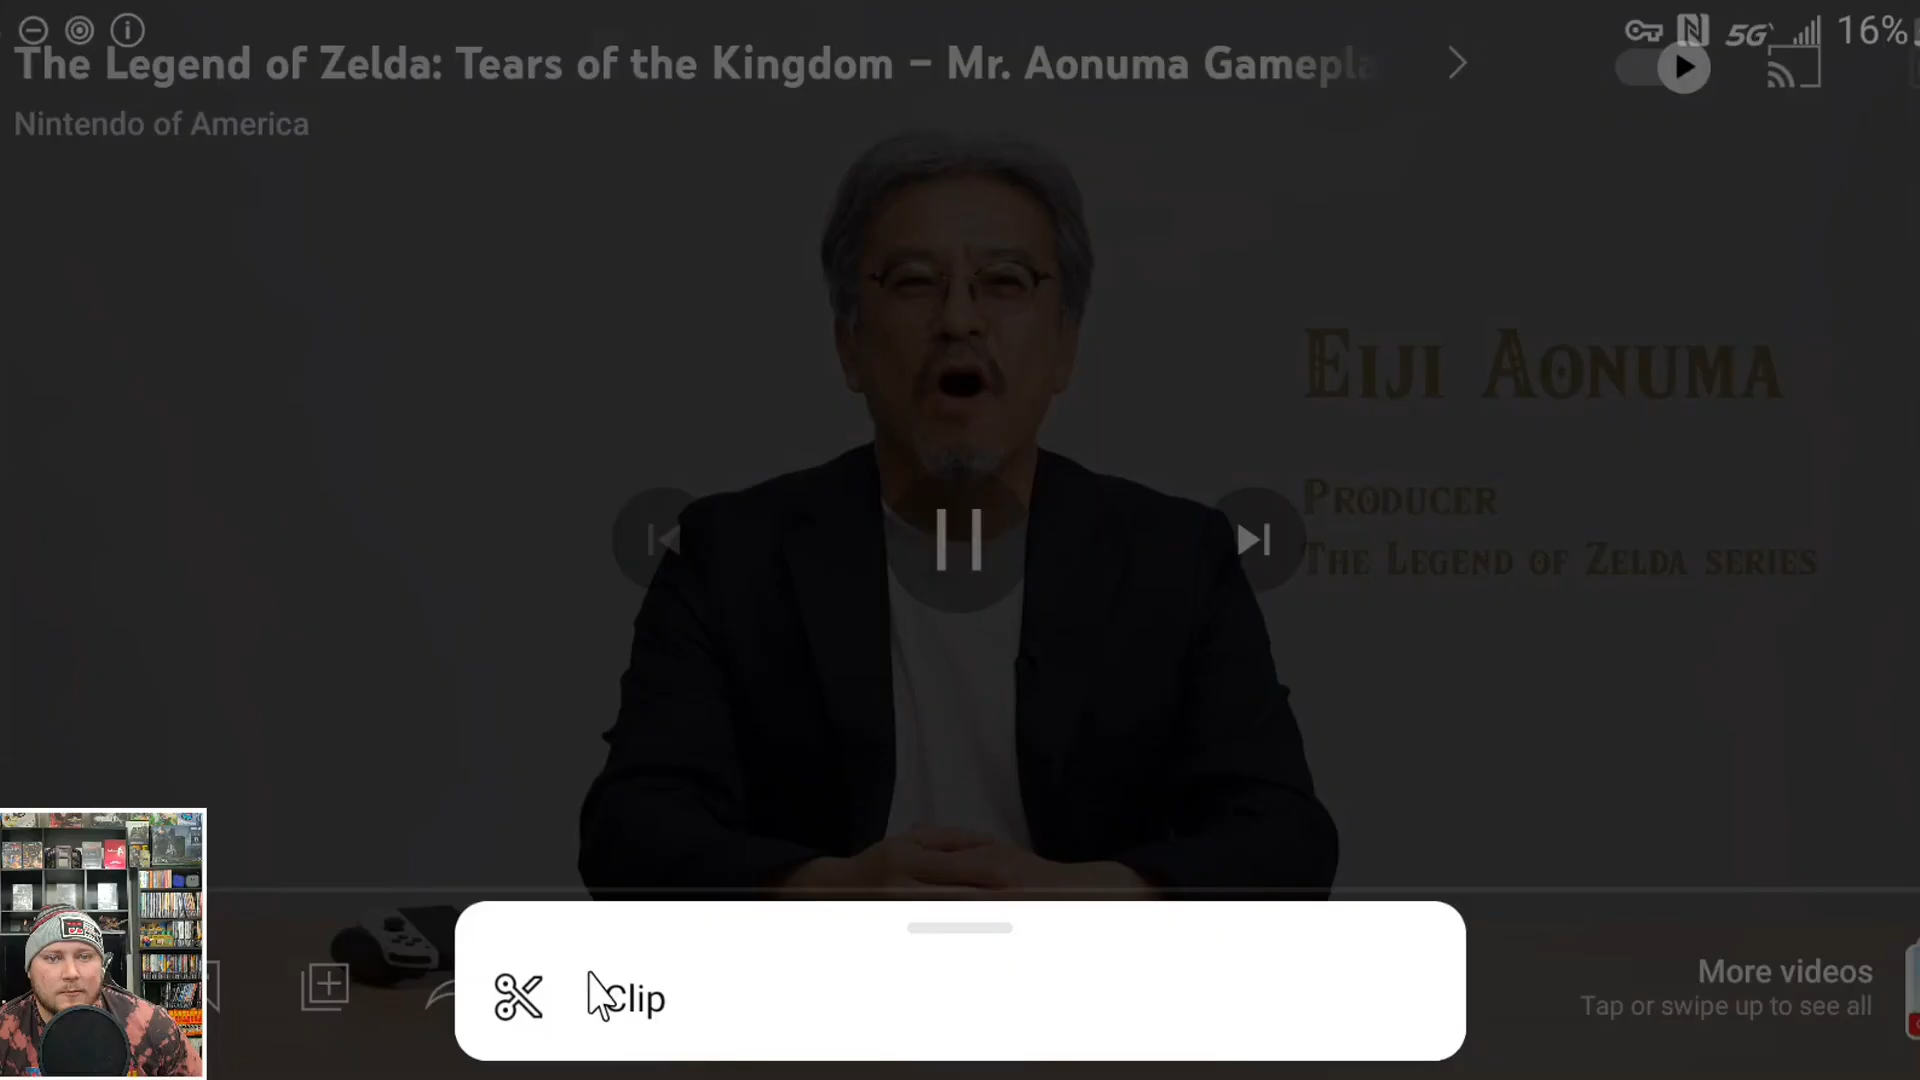 16%
The Legend of Zelda: Tears of the Kingdom – Mr. Aonuma Gamepla
5G
Nintendo of America
EIJI AONUMA
PRODUCER
THE LEGEND OF ZELDA SERIES
Clip
More videos
Tap or swipe up to see all